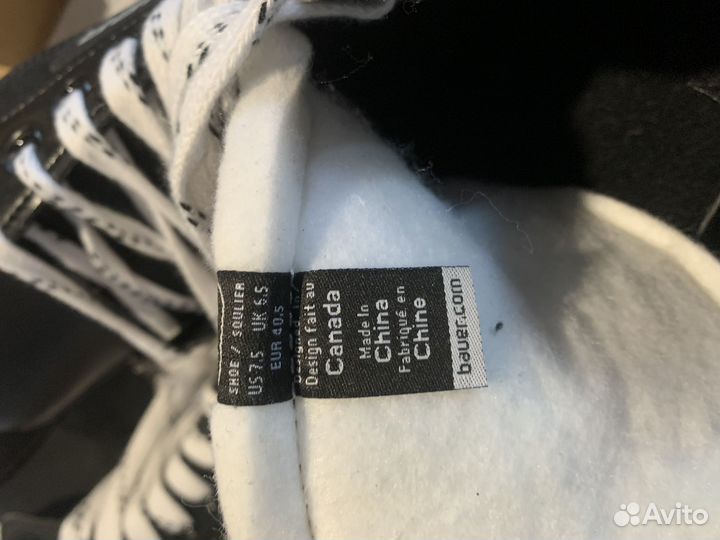 SHOE / SOULIER
US 7.5 UK 6.5
EUR 40.5
Design fait au
Canada
Made In
China
Fabriqué en
Chine
bauer.com
Avito